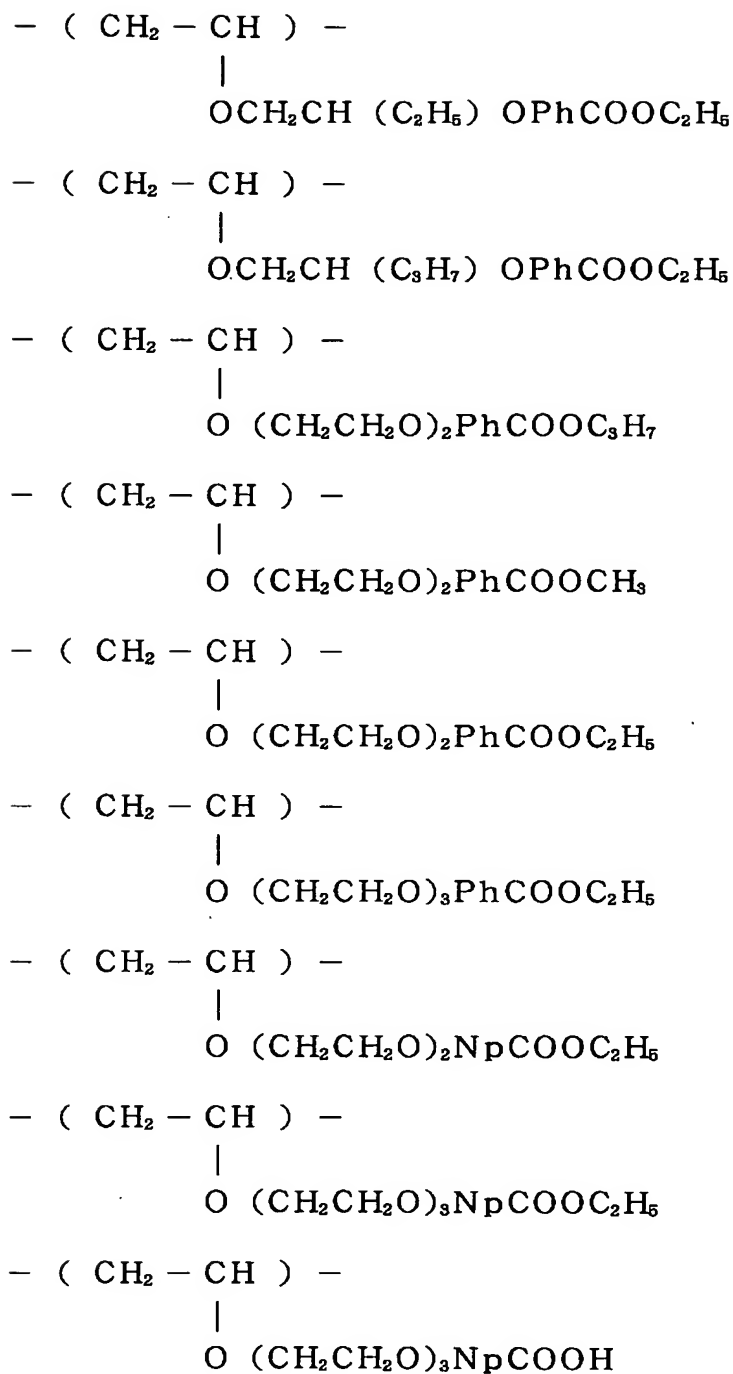 — ( CH₂ — CH ) —
|
OCH₂CH (C₂H₅) OPhCOOC₂H₅
— ( CH₂ — CH ) —
|
OCH₂CH (C₃H₇) OPhCOOC₂H₅
— ( CH₂ — CH ) —
|
O (CH₂CH₂O)₂PhCOOC₃H₇
— ( CH₂ — CH ) —
|
O (CH₂CH₂O)₂PhCOOCH₃
— ( CH₂ — CH ) —
|
O (CH₂CH₂O)₂PhCOOC₂H₅
— ( CH₂ — CH ) —
|
O (CH₂CH₂O)₃PhCOOC₂H₅
— ( CH₂ — CH ) —
|
O (CH₂CH₂O)₂NpCOOC₂H₅
— ( CH₂ — CH ) —
|
O (CH₂CH₂O)₃NpCOOC₂H₅
— ( CH₂ — CH ) —
|
O (CH₂CH₂O)₃NpCOOH